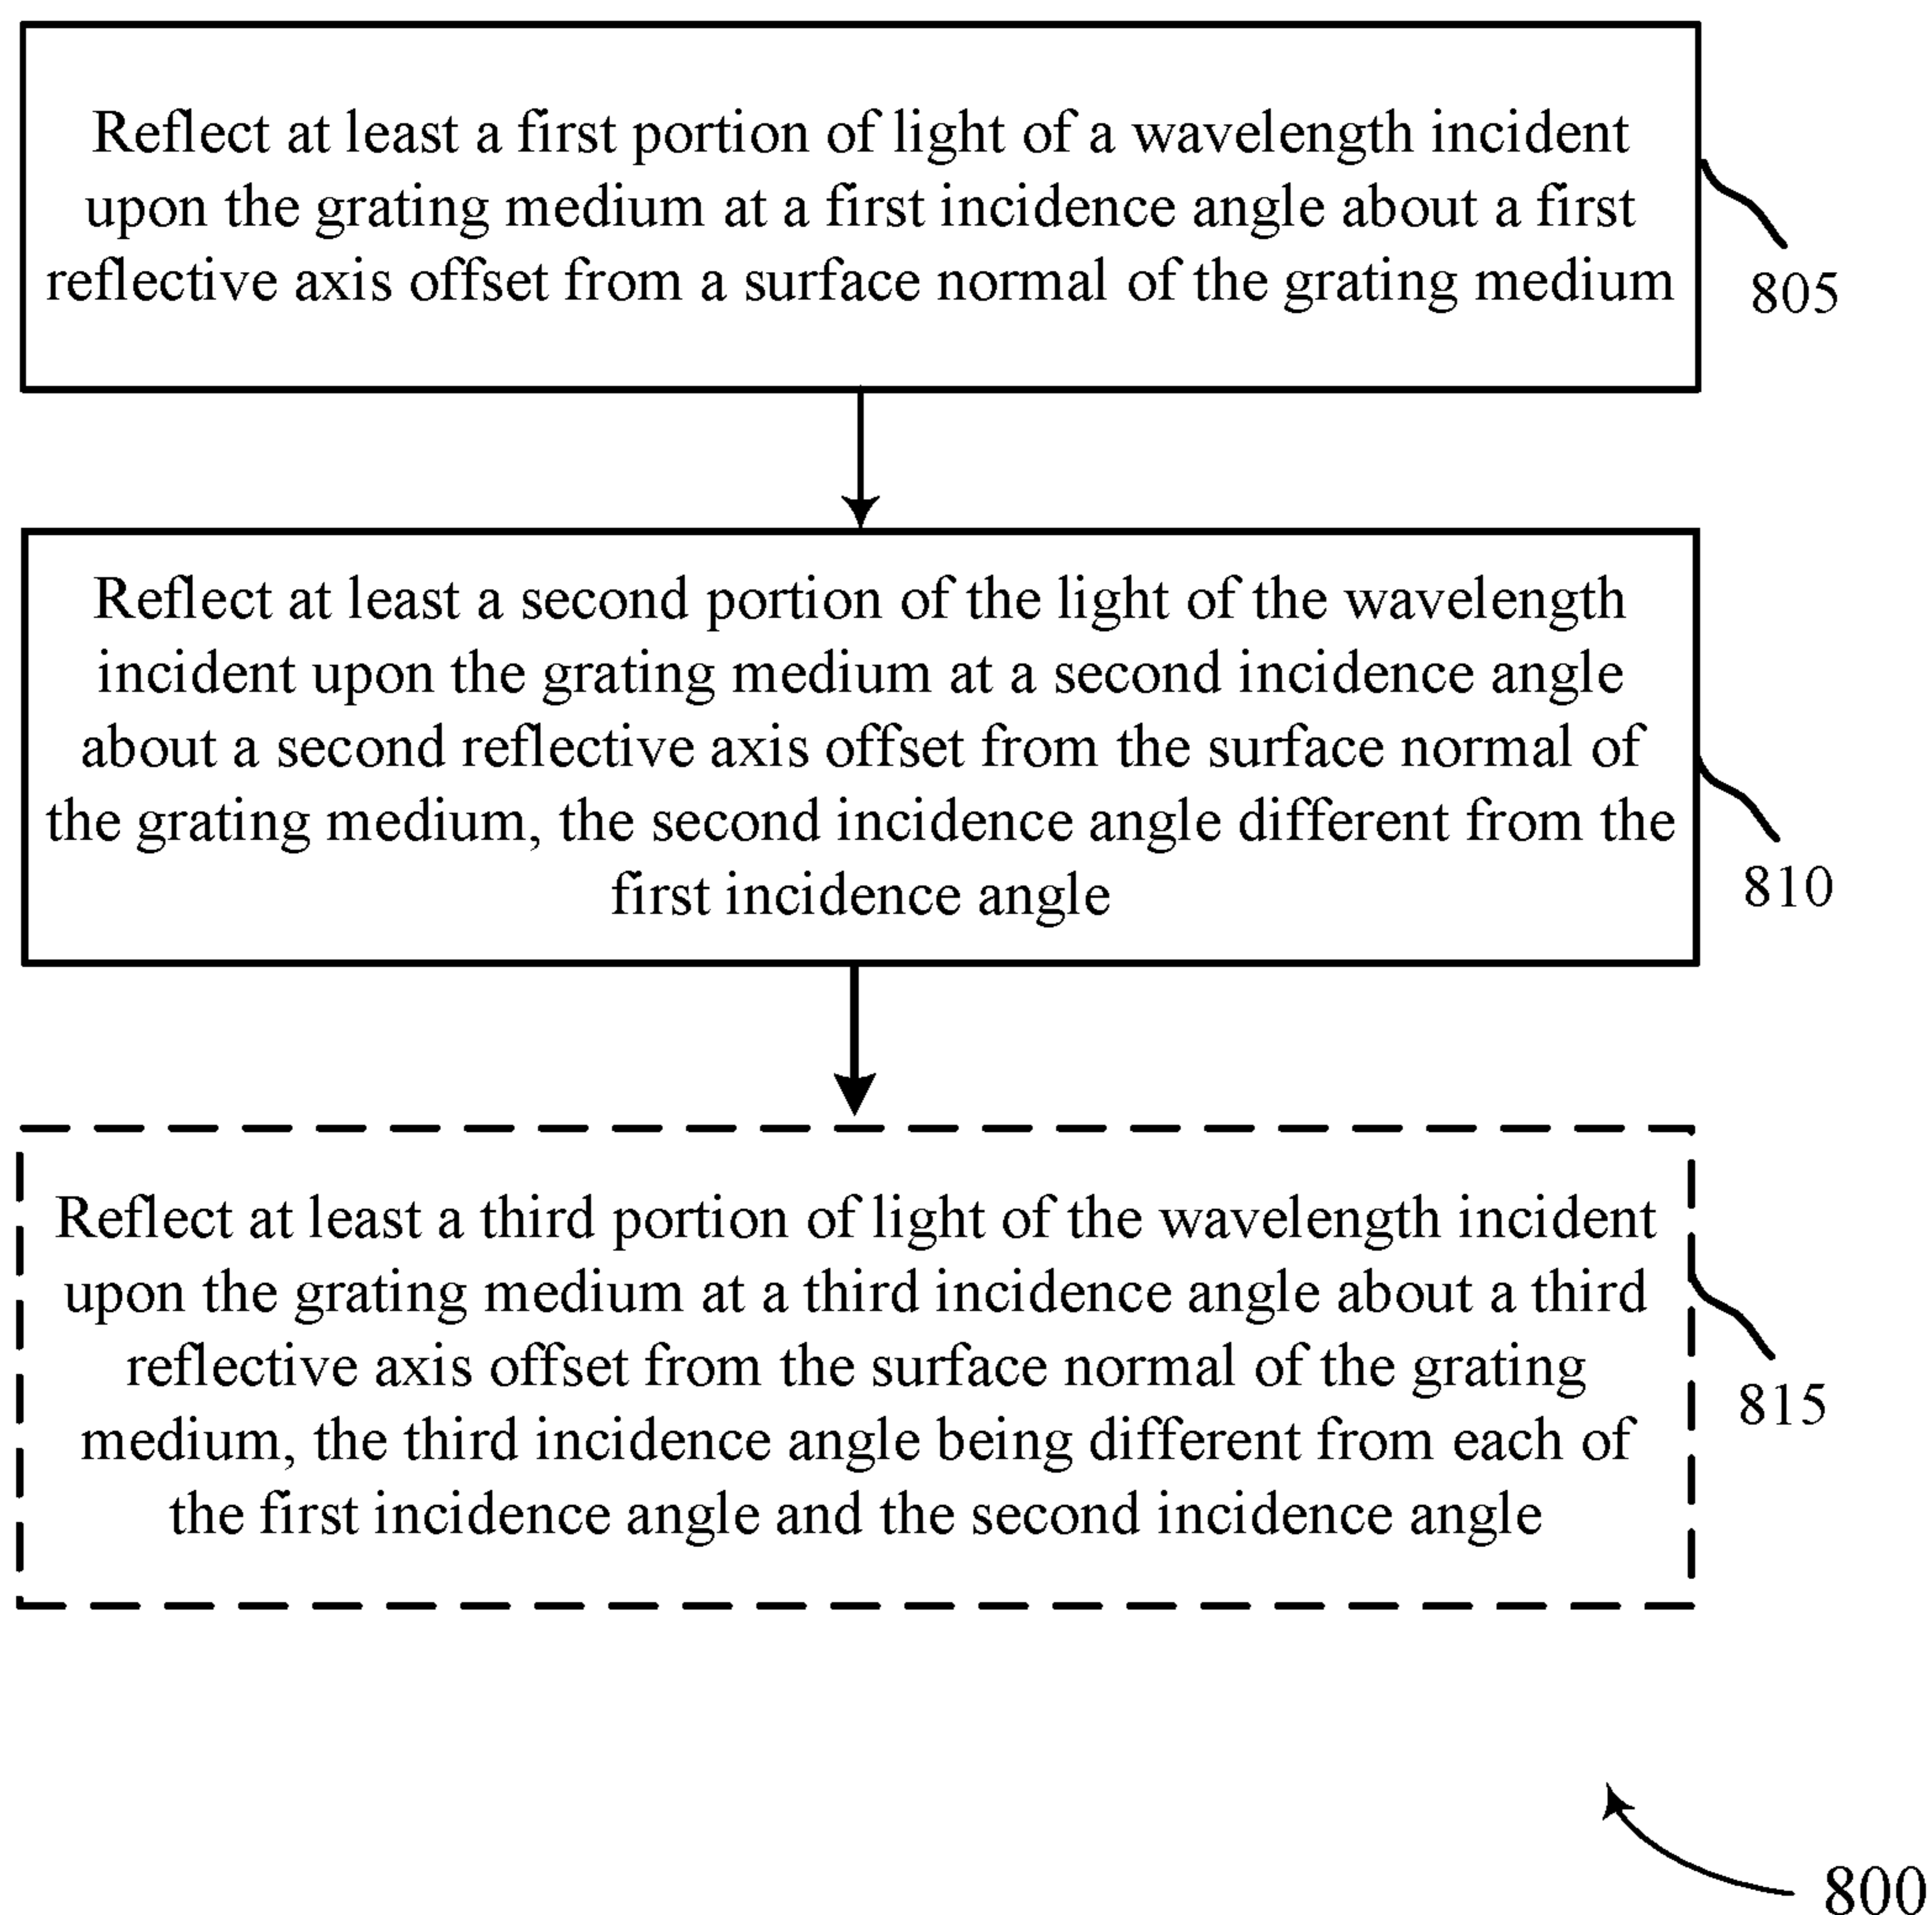 Reflect at least a first portion of light of a wavelength incident
upon the grating medium at a first incidence angle about a first
reflective axis offset from a surface normal of the grating medium
805
Reflect at least a second portion of the light of the wavelength
incident upon the grating medium at a second incidence angle
about a second reflective axis offset from the surface normal of
the grating medium, the second incidence angle different from the
first incidence angle
810
Reflect at least a third portion of light of the wavelength incident
upon the grating medium at a third incidence angle about a third
reflective axis offset from the surface normal of the grating
medium, the third incidence angle being different from each of
the first incidence angle and the second incidence angle
815
800